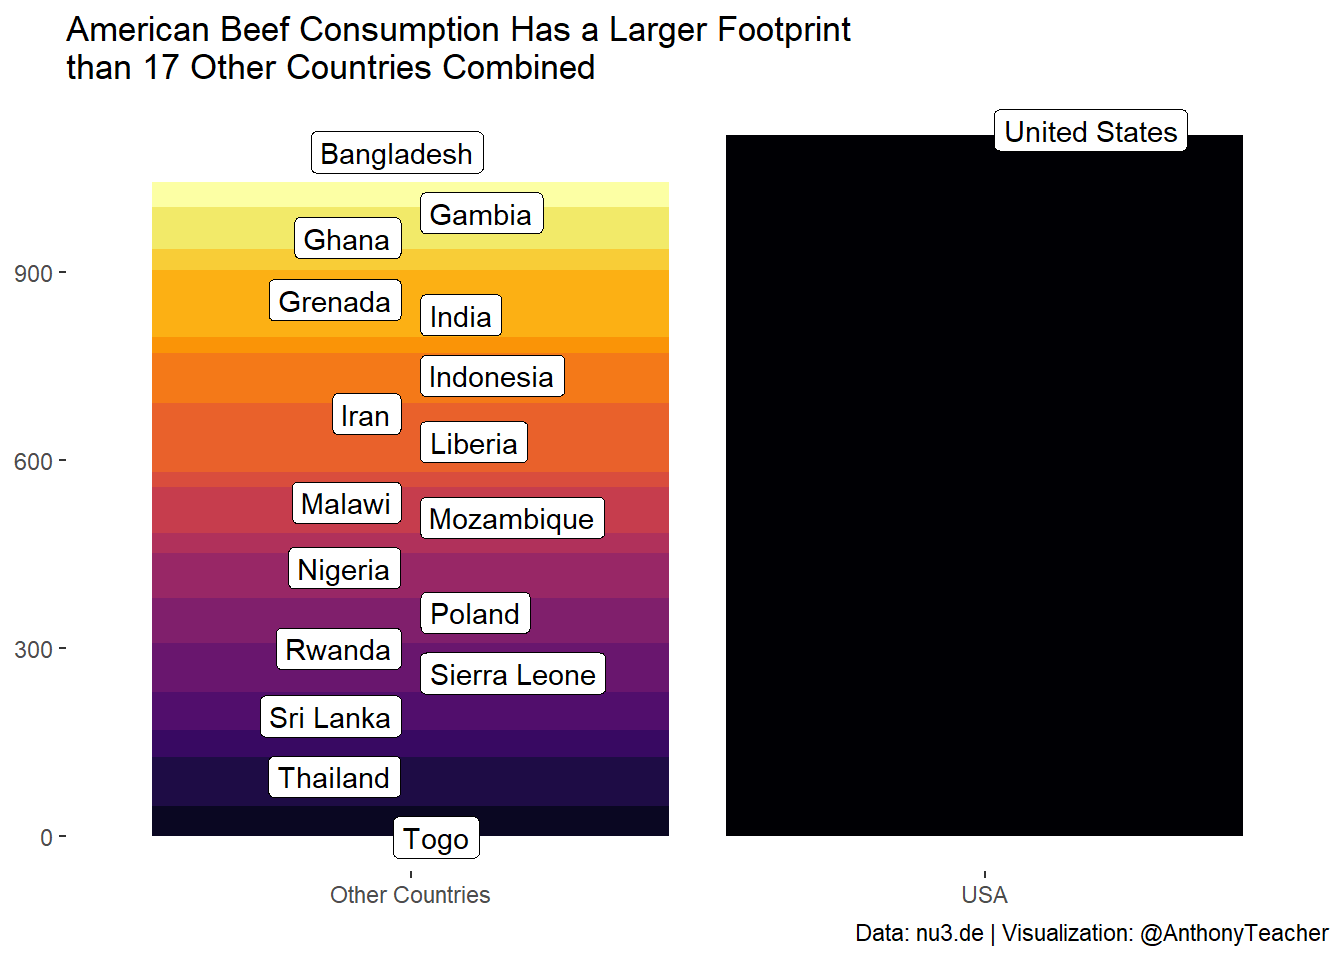 American Beef Consumption Has a Larger Footprint
than 17 Other Countries Combined
United States
Bangladesh
Gambia
Ghana
900
Grenada
India
Indonesia
Iran
Liberia
600
Malawi
Mozambique
Nigeria
Poland
Rwanda
300
Sierra Leone
Sri Lanka
Thailand
Togo
0
Other Countries
USA
Data: nu3.de | Visualization: @AnthonyTeacher